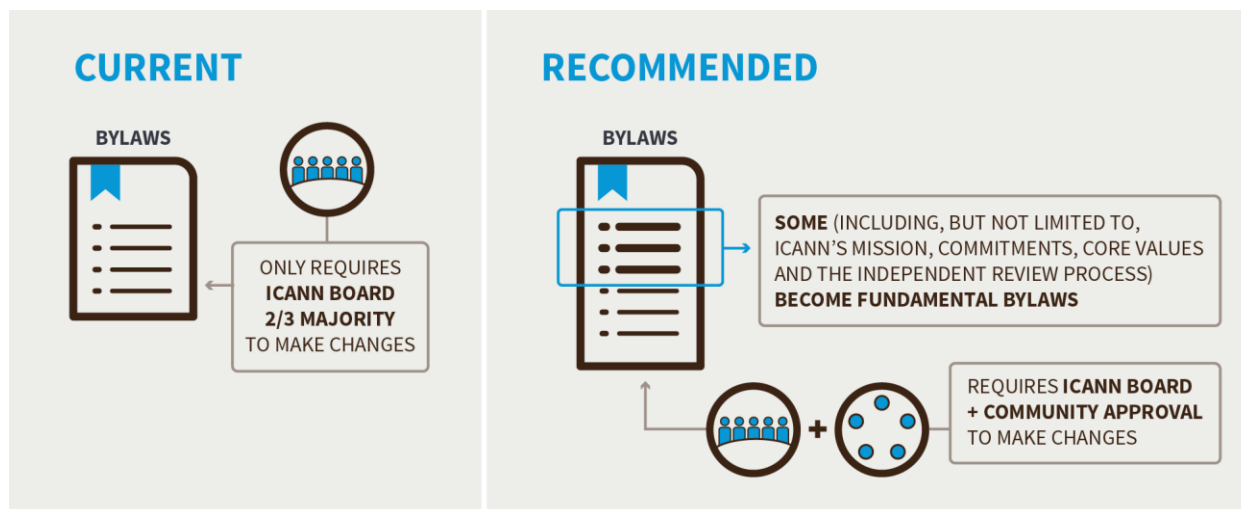 CURRENT
BYLAWS
ONLY REQUIRES
ICANN BOARD
2/3 MAJORITY
TO MAKE CHANGES
RECOMMENDED
BYLAWS
SOME (INCLUDING, BUT NOT LIMITED TO,
ICANN’S MISSION, COMMITMENTS, CORE VALUES
AND THE INDEPENDENT REVIEW PROCESS)
BECOME FUNDAMENTAL BYLAWS
REQUIRES ICANN BOARD
+ COMMUNITY APPROVAL
TO MAKE CHANGES